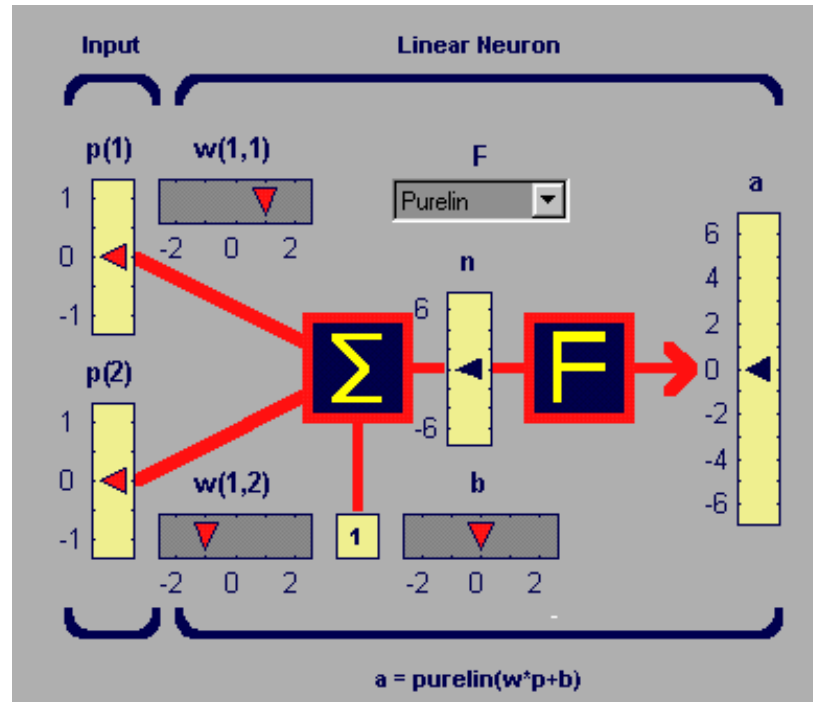 Input Linear Neuron
p(1) w(1,1) F
a
1
0
-1
-2 0 2
Purelin
n
6
-6
6
4
2
0
-2
-4
-6
Σ F
p(2)
1
0
-1
w(1,2) b
1
-2 0 2
-2 0 2
a = purelin(w*p+b)